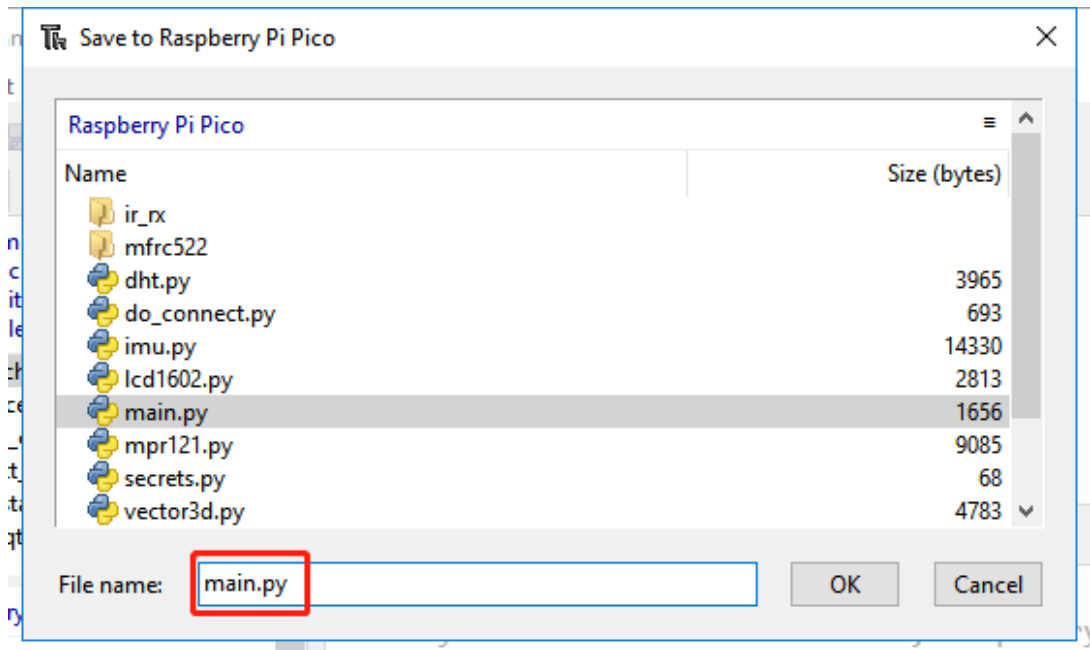 Save to Raspberry Pi Pico
Raspberry Pi Pico
Name Size (bytes)
ir_rx
mfrc522
dht.py 3965
do_connect.py 693
imu.py 14330
lcd1602.py 2813
main.py 1656
mpr121.py 9085
secrets.py 68
vector3d.py 4783
File name: main.py OK Cancel